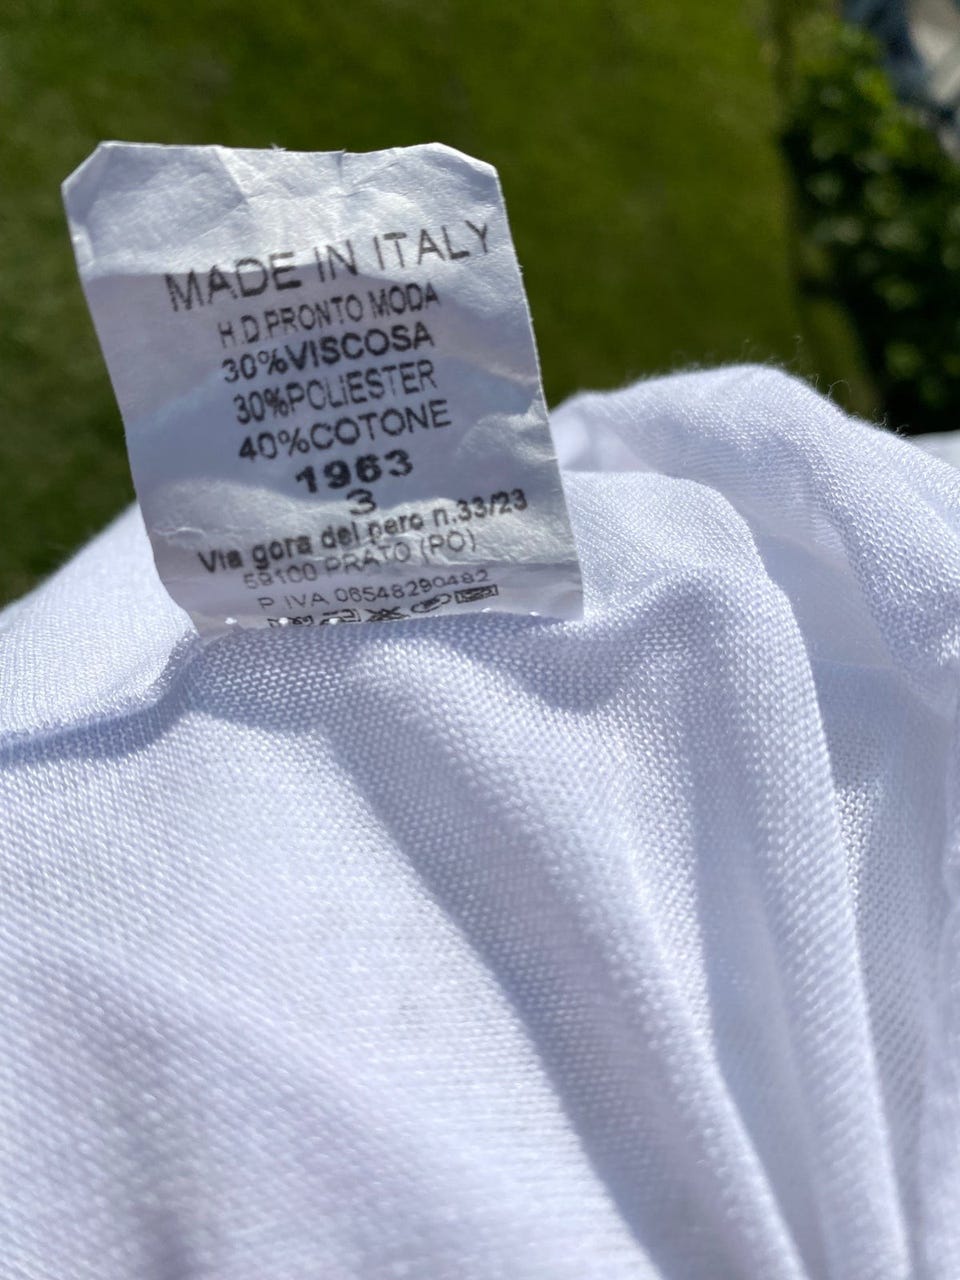 MADE IN ITALY
H.D.PRONTO MODA
30%VISCOSA
30%POLIESTER
40%COTONE
1963
3
Via gora del pero n.33/23
59100 PRATO (PO)
P.IVA 06548290482